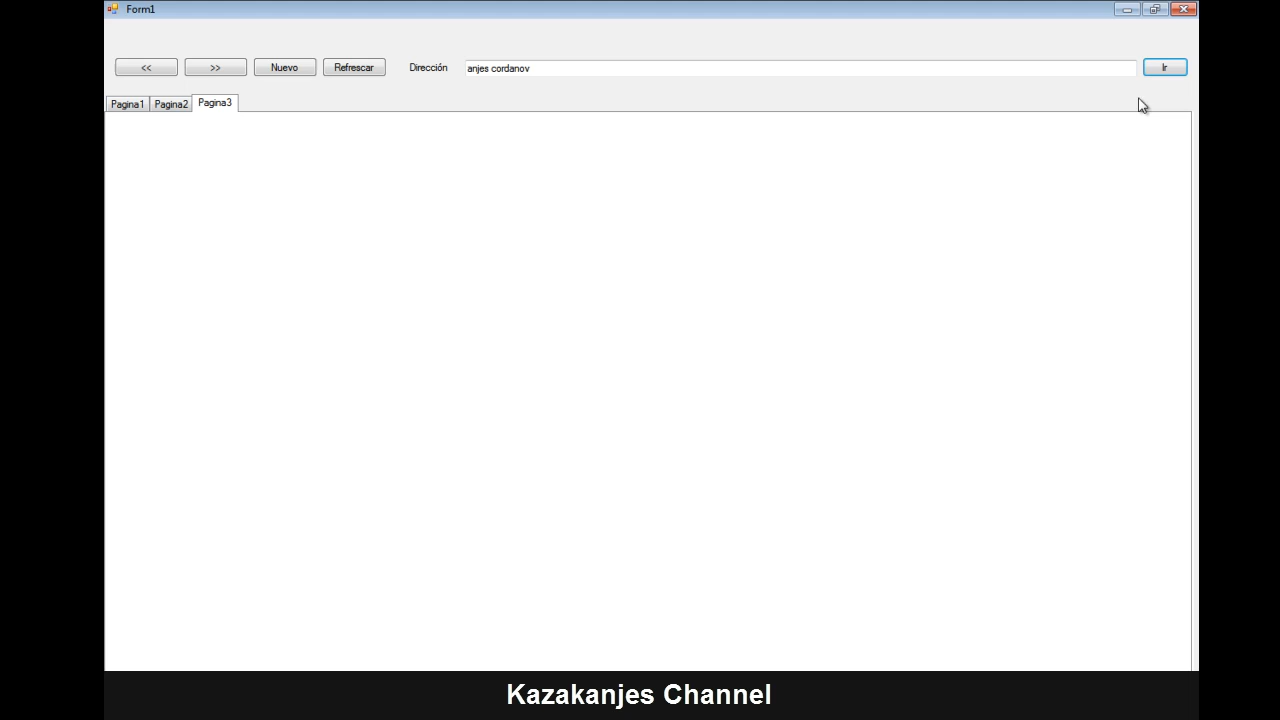 Form1
<< >> Nuevo Refrescar Dirección anjes cordanov Ir
Pagina1 Pagina2 Pagina3
Kazakanjes Channel